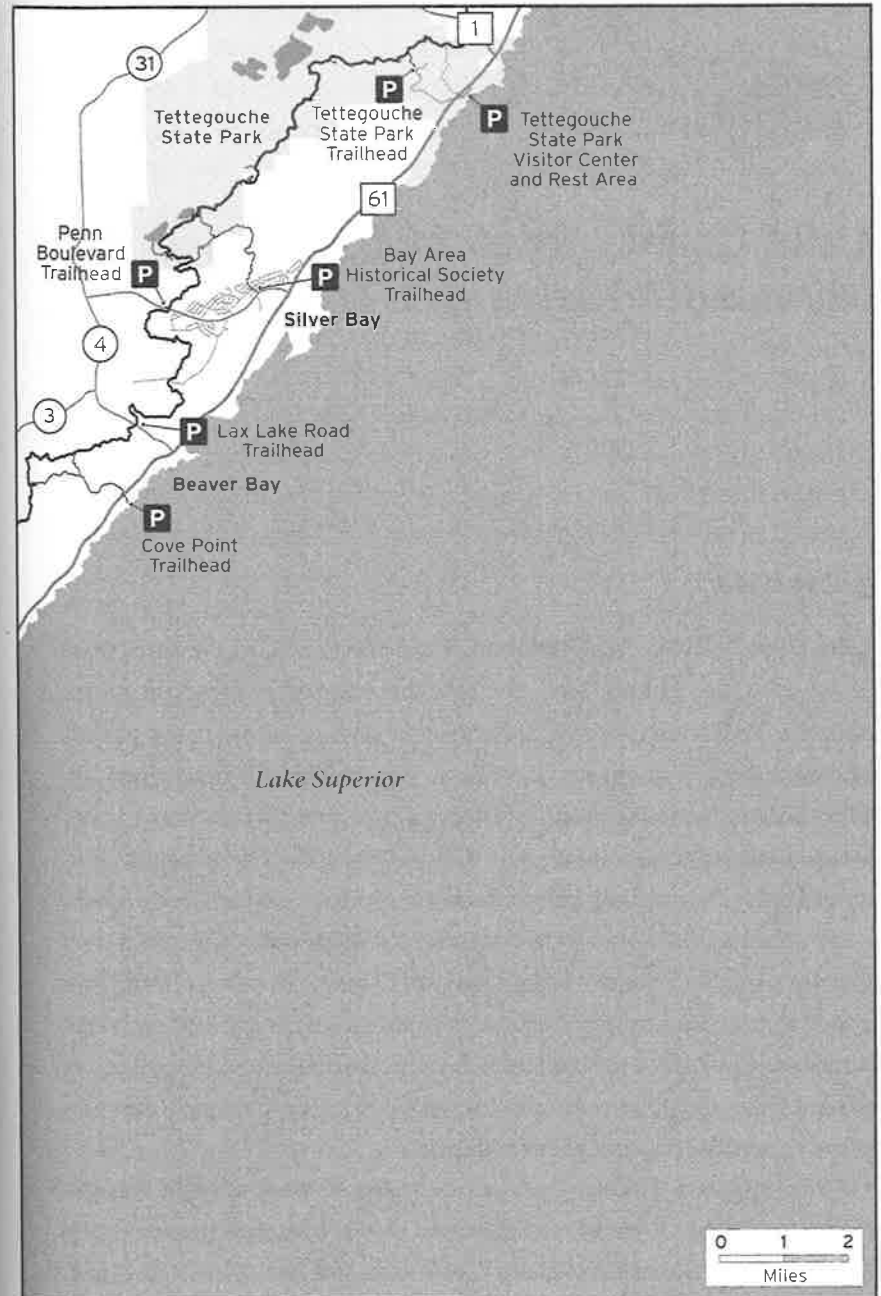 1
31
P
Tettegouche
State Park
Tettegouche
State Park
Trailhead
P
Tettegouche
State Park
Visitor Center
and Rest Area
61
Penn
Boulevard
Trailhead
P
Bay Area
Historical Society
Trailhead
P
Silver Bay
4
3
P
Lax Lake Road
Trailhead
Beaver Bay
P
Cove Point
Trailhead
Lake Superior
0 1 2
Miles